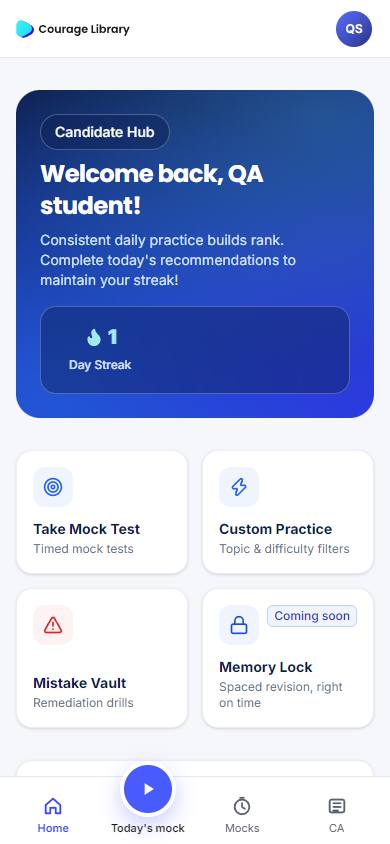 Courage Library
QS
Candidate Hub
Welcome back, QA
student!
Consistent daily practice builds rank.
Complete today's recommendations to
maintain your streak!
1
Day Streak
Take Mock Test
Timed mock tests
Custom Practice
Topic & difficulty filters
Mistake Vault
Remediation drills
Coming soon
Memory Lock
Spaced revision, right
on time
Home
Today's mock
Mocks
CA